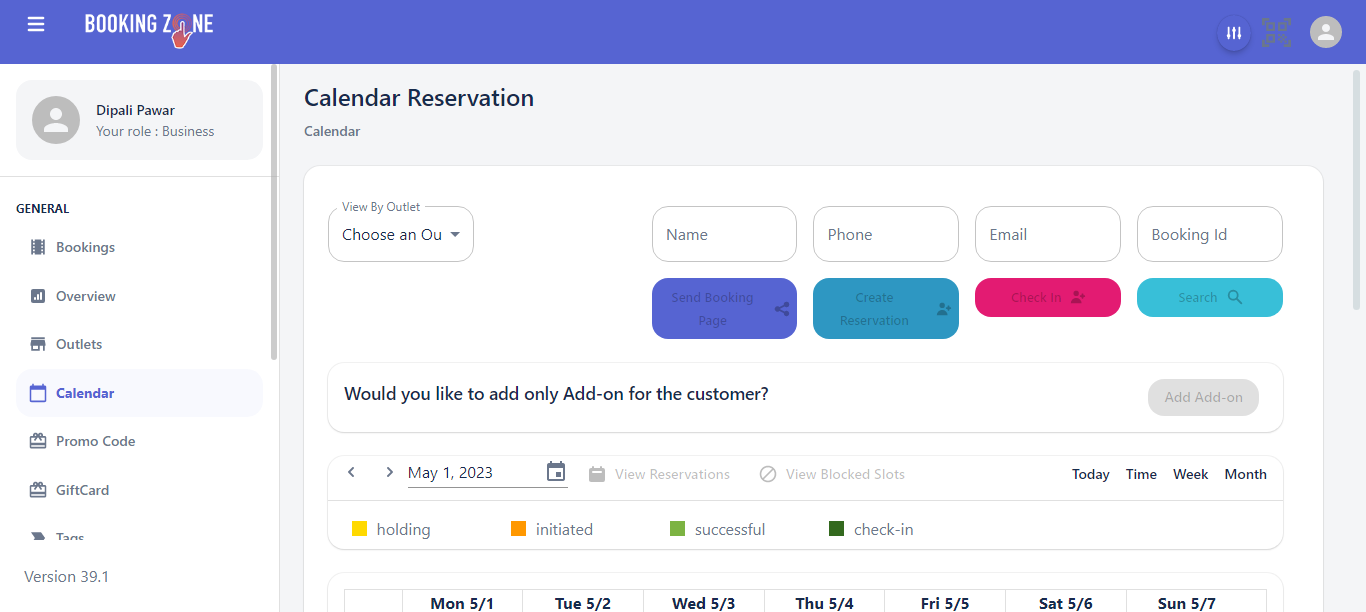 BOOKING ZONE
Dipali Pawar
Your role : Business
GENERAL
Bookings
Overview
Outlets
Calendar
Promo Code
GiftCard
Tags
Version 39.1
Calendar Reservation
Calendar
View By Outlet
Choose an Ou
Name
Phone
Email
Booking Id
Send Booking
Page
Create
Reservation
Check In
Search
Would you like to add only Add-on for the customer?
Add Add-on
May 1, 2023
View Reservations
View Blocked Slots
Today Time Week Month
holding
initiated
successful
check-in
Mon 5/1 Tue 5/2 Wed 5/3 Thu 5/4 Fri 5/5 Sat 5/6 Sun 5/7